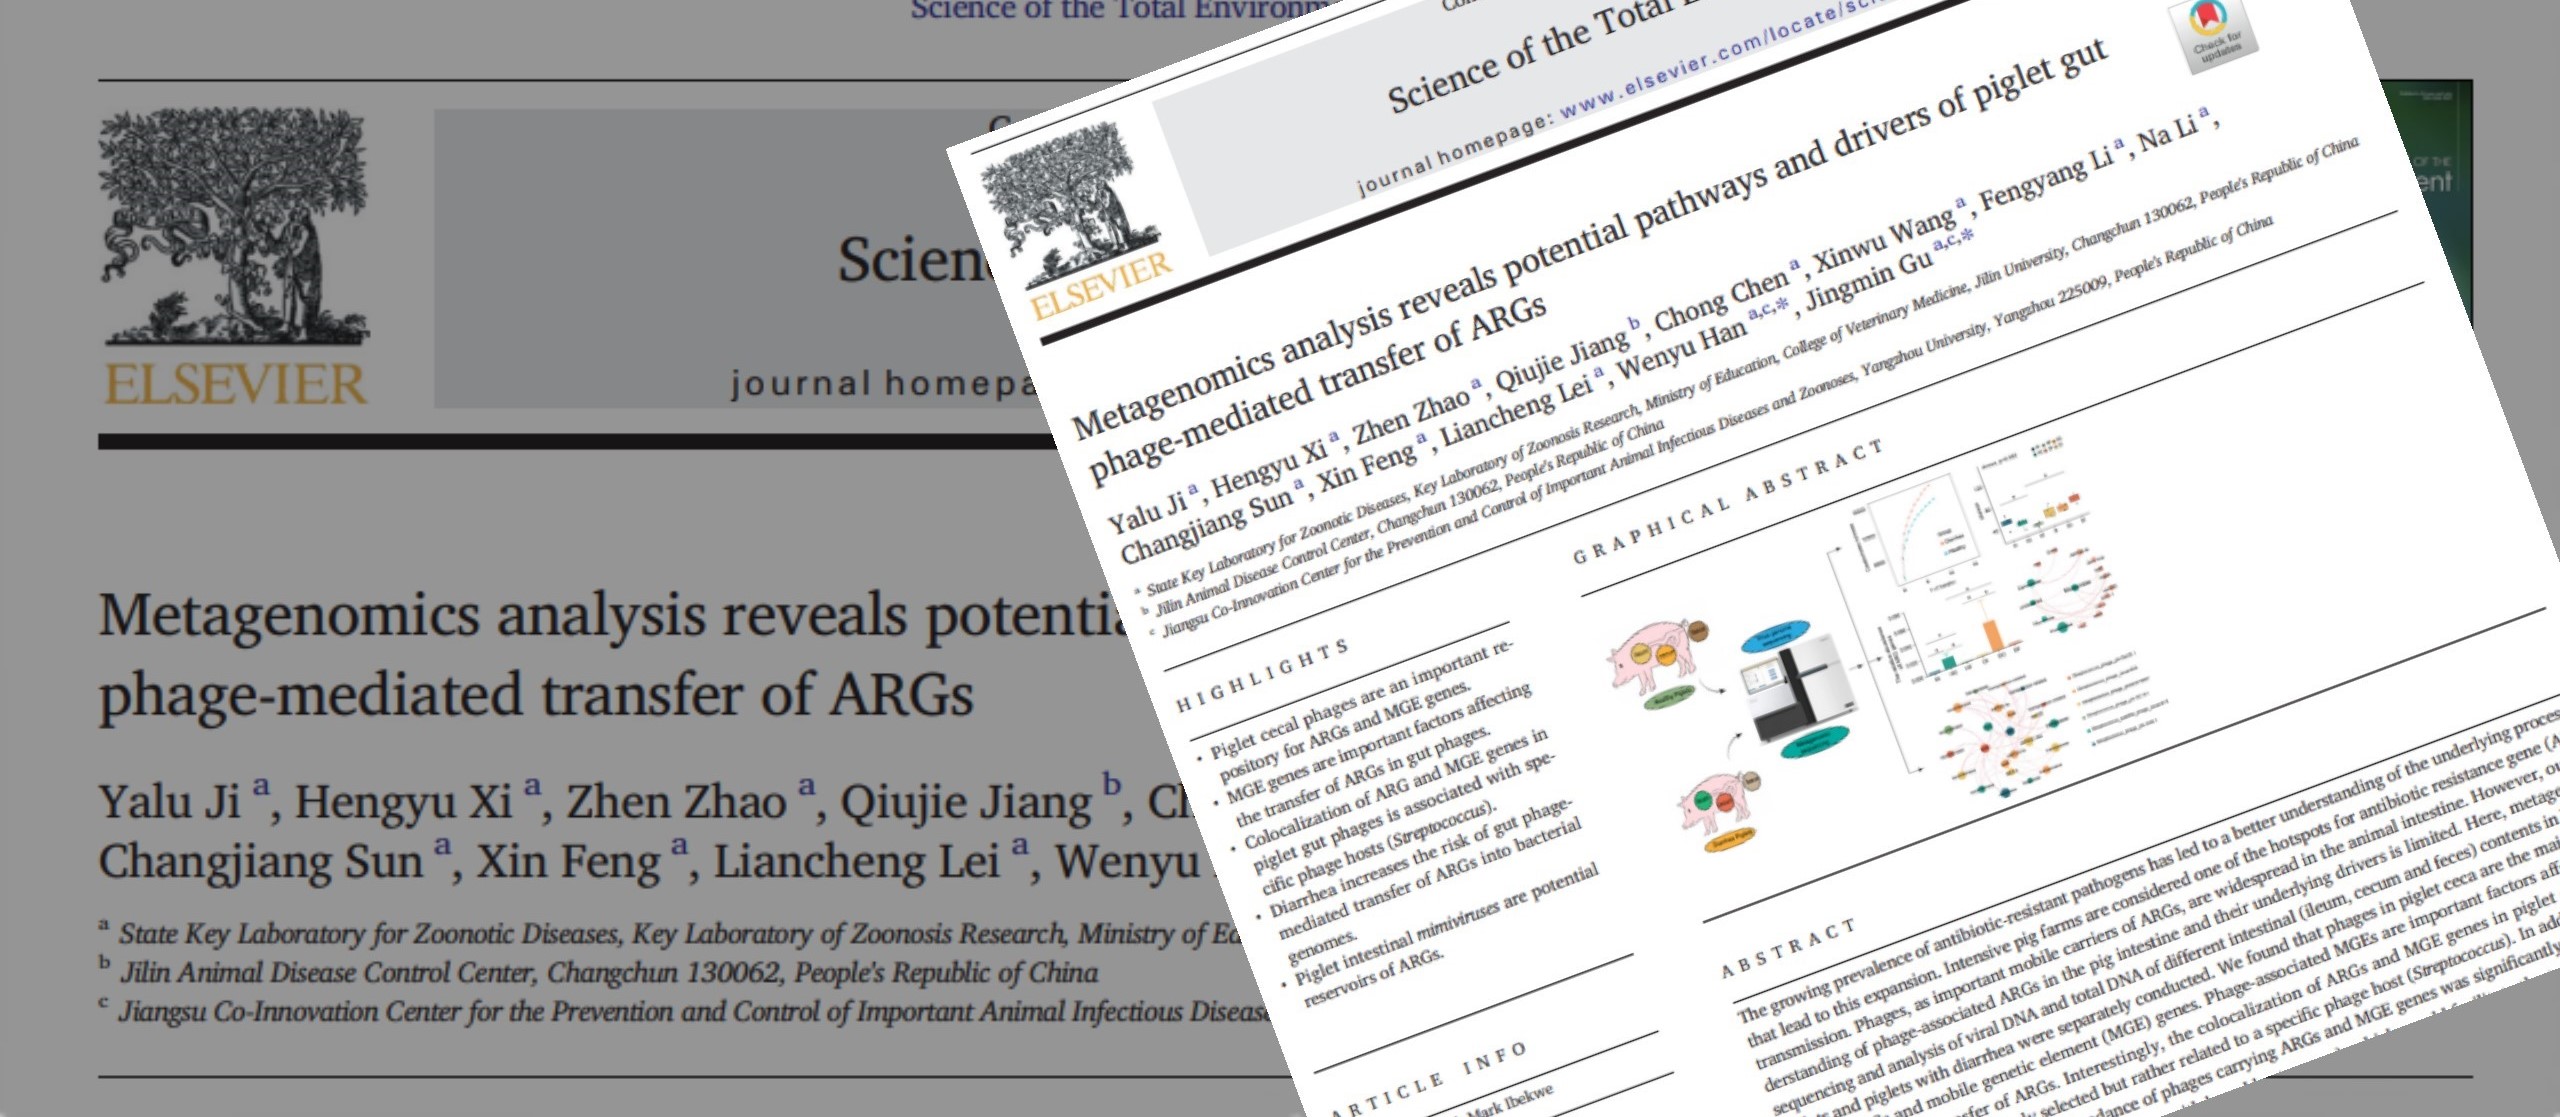 Science of the Total Environm
ELSEVIER
Scien
journal homepa
Metagenomics analysis reveals potentia
phage-mediated transfer of ARGs
Yalu Ji a, Hengyu Xi a, Zhen Zhao a, Qiujie Jiang b, Ch
Changjiang Sun a, Xin Feng a, Liancheng Lei a, Wenyu
a State Key Laboratory for Zoonotic Diseases, Key Laboratory of Zoonosis Research, Ministry of Ed
b Jilin Animal Disease Control Center, Changchun 130062, People's Republic of China
c Jiangsu Co-Innovation Center for the Prevention and Control of Important Animal Infectious Disease
Science of the Total
journal homepage: www.elsevier.com/locate/sci
ELSEVIER
Check for
updates
Metagenomics analysis reveals potential pathways and drivers of piglet gut
phage-mediated transfer of ARGs
Yalu Ji a, Hengyu Xi a, Zhen Zhao a, Qiujie Jiang b, Chong Chen a, Xinwu Wang a, Fengyang Li a, Na Li a,
Changjiang Sun a, Xin Feng a, Liancheng Lei a, Wenyu Han a,c,*, Jingmin Gu a,c,*
a State Key Laboratory for Zoonotic Diseases, Key Laboratory of Zoonosis Research, Ministry of Education, College of Veterinary Medicine, Jilin University, Changchun 130062, People's Republic of China
b Jilin Animal Disease Control Center, Changchun 130062, People's Republic of China
c Jiangsu Co-Innovation Center for the Prevention and Control of Important Animal Infectious Diseases and Zoonoses, Yangzhou University, Yangzhou 225009, People's Republic of China
HIGHLIGHTS
• Piglet cecal phages are an important re-
pository for ARGs and MGE genes.
• MGE genes are important factors affecting
the transfer of ARGs in gut phages.
• Colocalization of ARG and MGE genes in
piglet gut phages is associated with spe-
cific phage hosts (Streptococcus).
• Diarrhea increases the risk of gut phage-
mediated transfer of ARGs into bacterial
genomes.
• Piglet intestinal mimiviruses are potential
reservoirs of ARGs.
GRAPHICAL ABSTRACT
ARTICLE INFO
Mark Ibekwe
ABSTRACT
The growing prevalence of antibiotic-resistant pathogens has led to a better understanding of the underlying proces
that lead to this expansion. Intensive pig farms are considered one of the hotspots for antibiotic resistance gene (A
transmission. Phages, as important mobile carriers of ARGs, are widespread in the animal intestine. However, ou
derstanding of phage-associated ARGs in the pig intestine and their underlying drivers is limited. Here, metage
sequencing and analysis of viral DNA and total DNA of different intestinal (ileum, cecum and feces) contents in
and piglets with diarrhea were separately conducted. We found that phages in piglet ceca are the mai
and mobile genetic element (MGE) genes. Phage-associated MGEs are important factors aff
sfer of ARGs. Interestingly, the colocalization of ARGs and MGE genes in piglet
selected but rather related to a specific phage host (Streptococcus). In add
dance of phages carrying ARGs and MGE genes was significantly